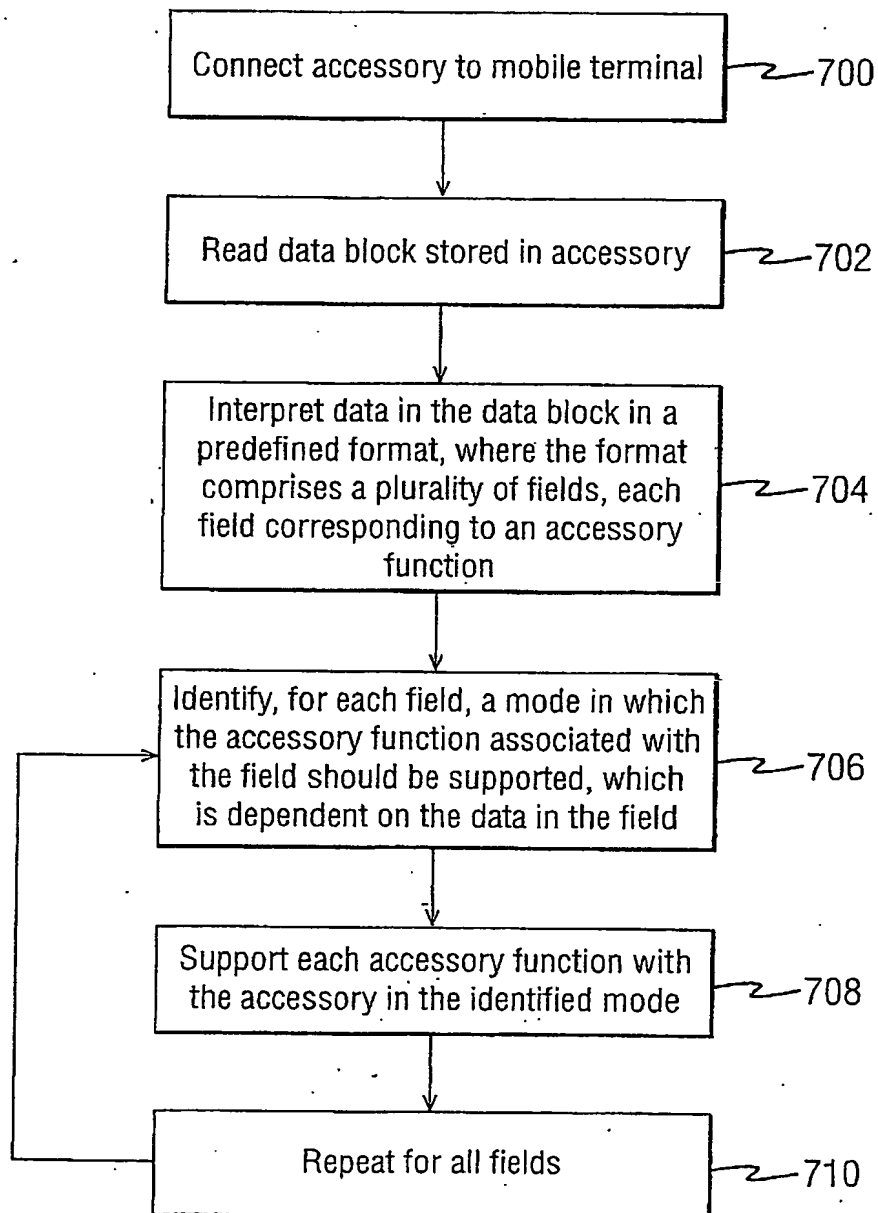 Connect accessory to mobile terminal
700
Read data block stored in accessory
702
Interpret data in the data block in a
predefined format, where the format
comprises a plurality of fields, each
field corresponding to an accessory
function
704
Identify, for each field, a mode in which
the accessory function associated with
the field should be supported, which
is dependent on the data in the field
706
Support each accessory function with
the accessory in the identified mode
708
Repeat for all fields
710